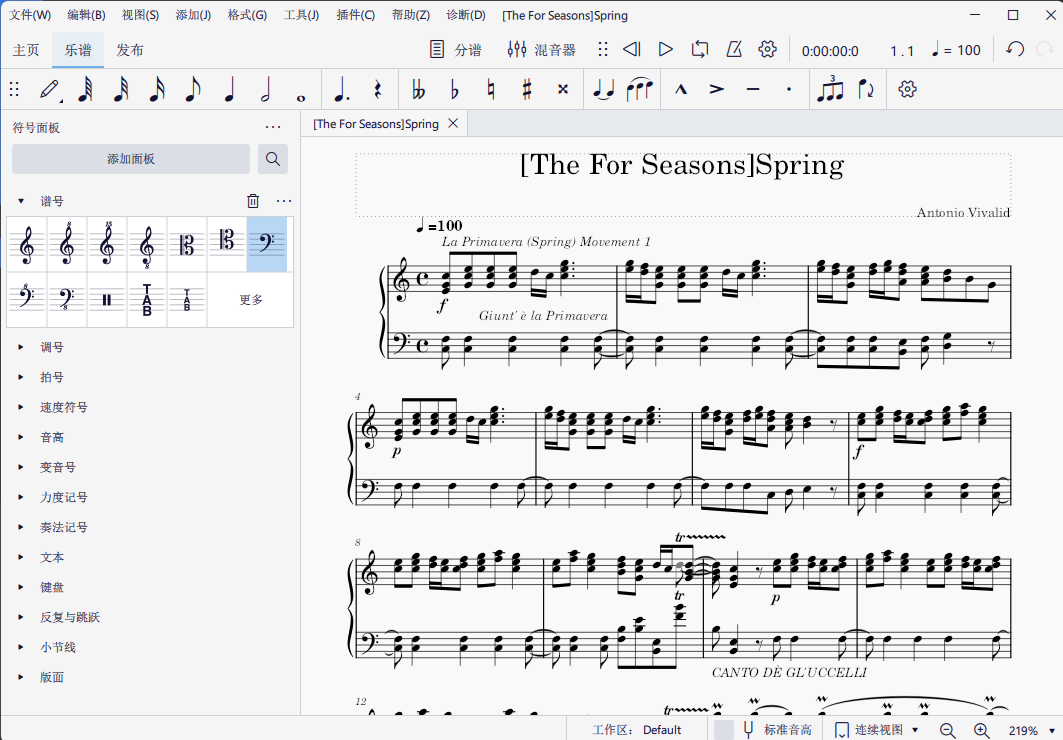 文件(W) 编辑(B) 视图(S) 添加(J) 格式(G) 工具(J) 插件(C) 帮助(Z) 诊断(D) [The For Seasons]Spring
主页 乐谱 发布 分谱 混音器 0:00:00:0 1 . 1 = 100
3
符号面板
[The For Seasons]Spring
添加面板
谱号
更多
调号
拍号
速度符号
音高
变音号
力度记号
奏法记号
文本
键盘
反复与跳跃
小节线
版面
[The For Seasons]Spring
Antonio Vivalid
=100
La Primavera (Spring) Movement 1
f
Giunt' è la Primavera
4
p
f
8
tr
tr
p
CANTO DÈ GL'UCCELLI
12
tr
工作区: Default 标准音高 连续视图 219%